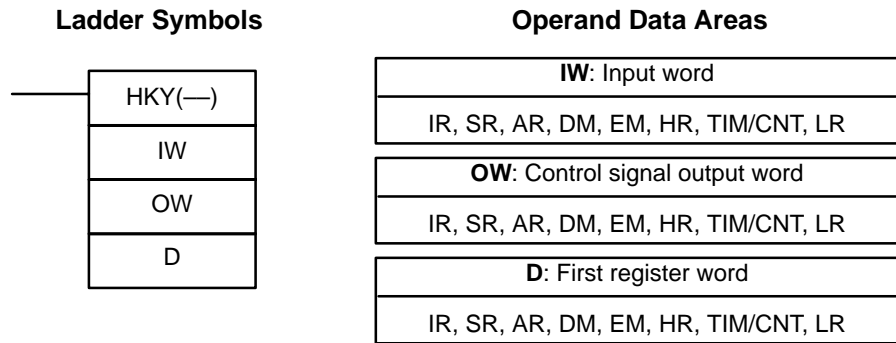 Ladder Symbols
HKY(—)
IW
OW
D
Operand Data Areas
IW: Input word
IR, SR, AR, DM, EM, HR, TIM/CNT, LR
OW: Control signal output word
IR, SR, AR, DM, EM, HR, TIM/CNT, LR
D: First register word
IR, SR, AR, DM, EM, HR, TIM/CNT, LR